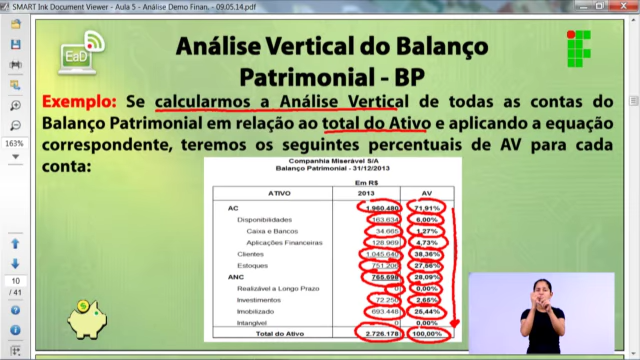 SMART Ink Document Viewer - Aula 5 - Análise Demo Finan. - 09.05.14.pdf
EaD
Análise Vertical do Balanço
Patrimonial - BP
Exemplo: Se calcularmos a Análise Vertical de todas as contas do
Balanço Patrimonial em relação ao total do Ativo e aplicando a equação
correspondente, teremos os seguintes percentuais de AV para cada
conta:
163%
10
/ 41
Companhia Miserável S/A
Balanço Patrimonial - 31/12/2013
Em R$
ATIVO 2013 AV
AC 1.960.480 71,91%
Disponibilidades 163.634 6,00%
Caixa e Bancos 34.665 1,27%
Aplicações Financeiras 128.969 4,73%
Clientes 1.045.640 38,36%
Estoques 751.206 27,56%
ANC 765.698 28,09%
Realizável a Longo Prazo 0 0,00%
Investimentos 72.250 2,65%
Imobilizado 693.448 25,44%
Intangível 0 0,00%
Total do Ativo 2.726.178 100,00%